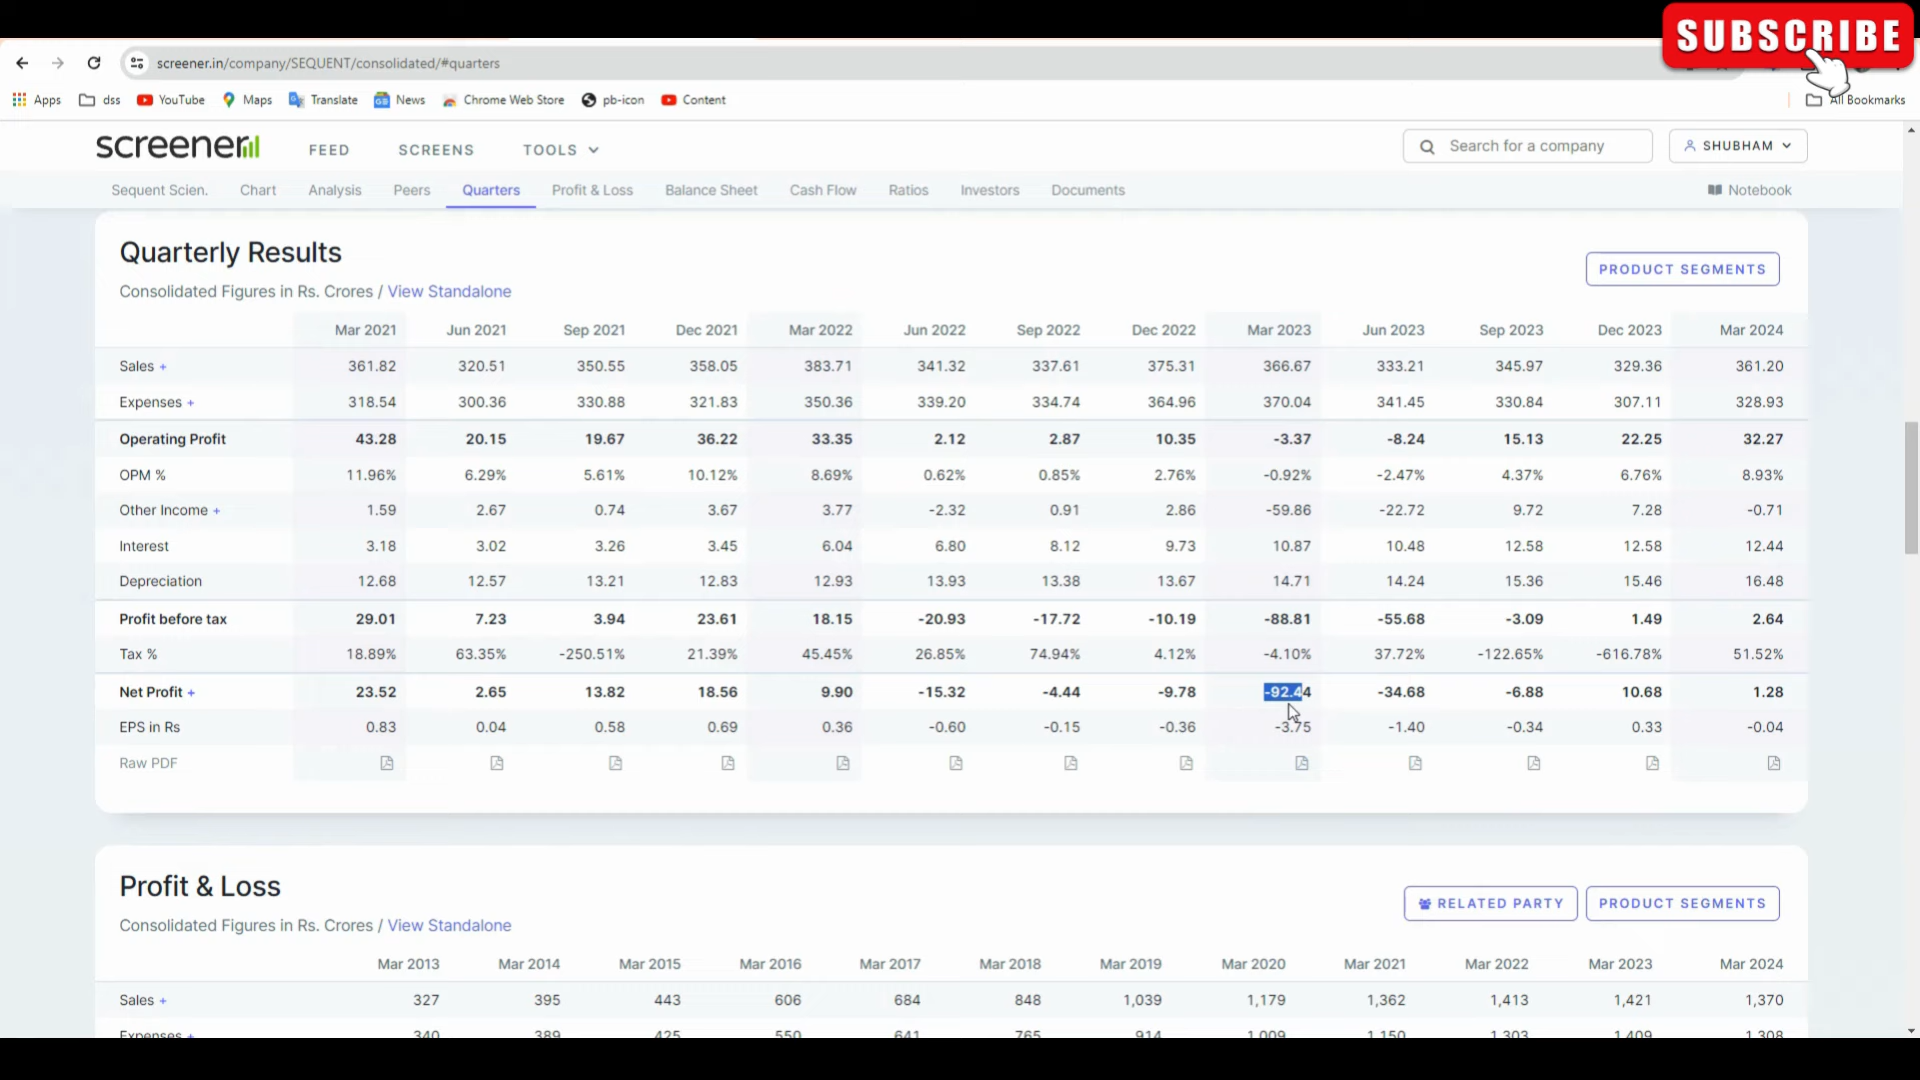 SUBSCRIBE
screener.in/company/SEQUENT/consolidated/#quarters
Apps dss YouTube Maps Translate News Chrome Web Store pb-icon Content All Bookmarks
screener FEED SCREENS TOOLS Search for a company SHUBHAM
Sequent Scien. Chart Analysis Peers Quarters Profit & Loss Balance Sheet Cash Flow Ratios Investors Documents Notebook
Quarterly Results
PRODUCT SEGMENTS
Consolidated Figures in Rs. Crores / View Standalone
Mar 2021 Jun 2021 Sep 2021 Dec 2021 Mar 2022 Jun 2022 Sep 2022 Dec 2022 Mar 2023 Jun 2023 Sep 2023 Dec 2023 Mar 2024
Sales + 361.82 320.51 350.55 358.05 383.71 341.32 337.61 375.31 366.67 333.21 345.97 329.36 361.20
Expenses + 318.54 300.36 330.88 321.83 350.36 339.20 334.74 364.96 370.04 341.45 330.84 307.11 328.93
Operating Profit 43.28 20.15 19.67 36.22 33.35 2.12 2.87 10.35 -3.37 -8.24 15.13 22.25 32.27
OPM % 11.96% 6.29% 5.61% 10.12% 8.69% 0.62% 0.85% 2.76% -0.92% -2.47% 4.37% 6.76% 8.93%
Other Income + 1.59 2.67 0.74 3.67 3.77 -2.32 0.91 2.86 -59.86 -22.72 9.72 7.28 -0.71
Interest 3.18 3.02 3.26 3.45 6.04 6.80 8.12 9.73 10.87 10.48 12.58 12.58 12.44
Depreciation 12.68 12.57 13.21 12.83 12.93 13.93 13.38 13.67 14.71 14.24 15.36 15.46 16.48
Profit before tax 29.01 7.23 3.94 23.61 18.15 -20.93 -17.72 -10.19 -88.81 -55.68 -3.09 1.49 2.64
Tax % 18.89% 63.35% -250.51% 21.39% 45.45% 26.85% 74.94% 4.12% -4.10% 37.72% -122.65% -616.78% 51.52%
Net Profit + 23.52 2.65 13.82 18.56 9.90 -15.32 -4.44 -9.78 -92.44 -34.68 -6.88 10.68 1.28
EPS in Rs 0.83 0.04 0.58 0.69 0.36 -0.60 -0.15 -0.36 -3.75 -1.40 -0.34 0.33 -0.04
Raw PDF
Profit & Loss
RELATED PARTY PRODUCT SEGMENTS
Consolidated Figures in Rs. Crores / View Standalone
Mar 2013 Mar 2014 Mar 2015 Mar 2016 Mar 2017 Mar 2018 Mar 2019 Mar 2020 Mar 2021 Mar 2022 Mar 2023 Mar 2024
Sales + 327 395 443 606 684 848 1,039 1,179 1,362 1,413 1,421 1,370
Expenses + 340 389 425 550 641 765 914 1,009 1,150 1,303 1,409 1,308